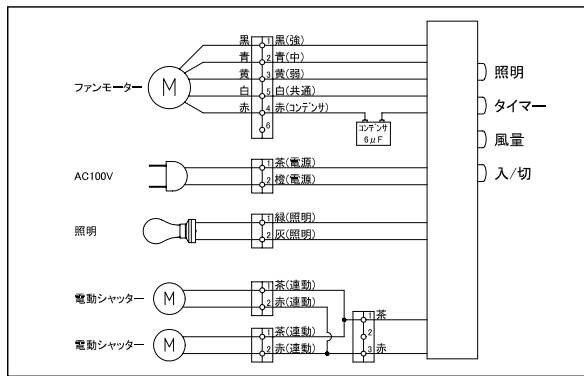 黒 1 黒(強)
青 2 青(中)
ファンモーター M 黄 3 黄(弱)
白 5 白(共通)
赤 4 赤(コンデンサ)
6
コンデンサ
6μF
照明
タイマー
風量
入/切
AC100V 1 茶(電源)
2 橙(電源)
照明 1 緑(照明)
2 灰(照明)
電動シャッター M 1 茶(連動)
2 赤(連動)
電動シャッター M 1 茶(連動)
2 赤(連動)
1 茶
2
3 赤